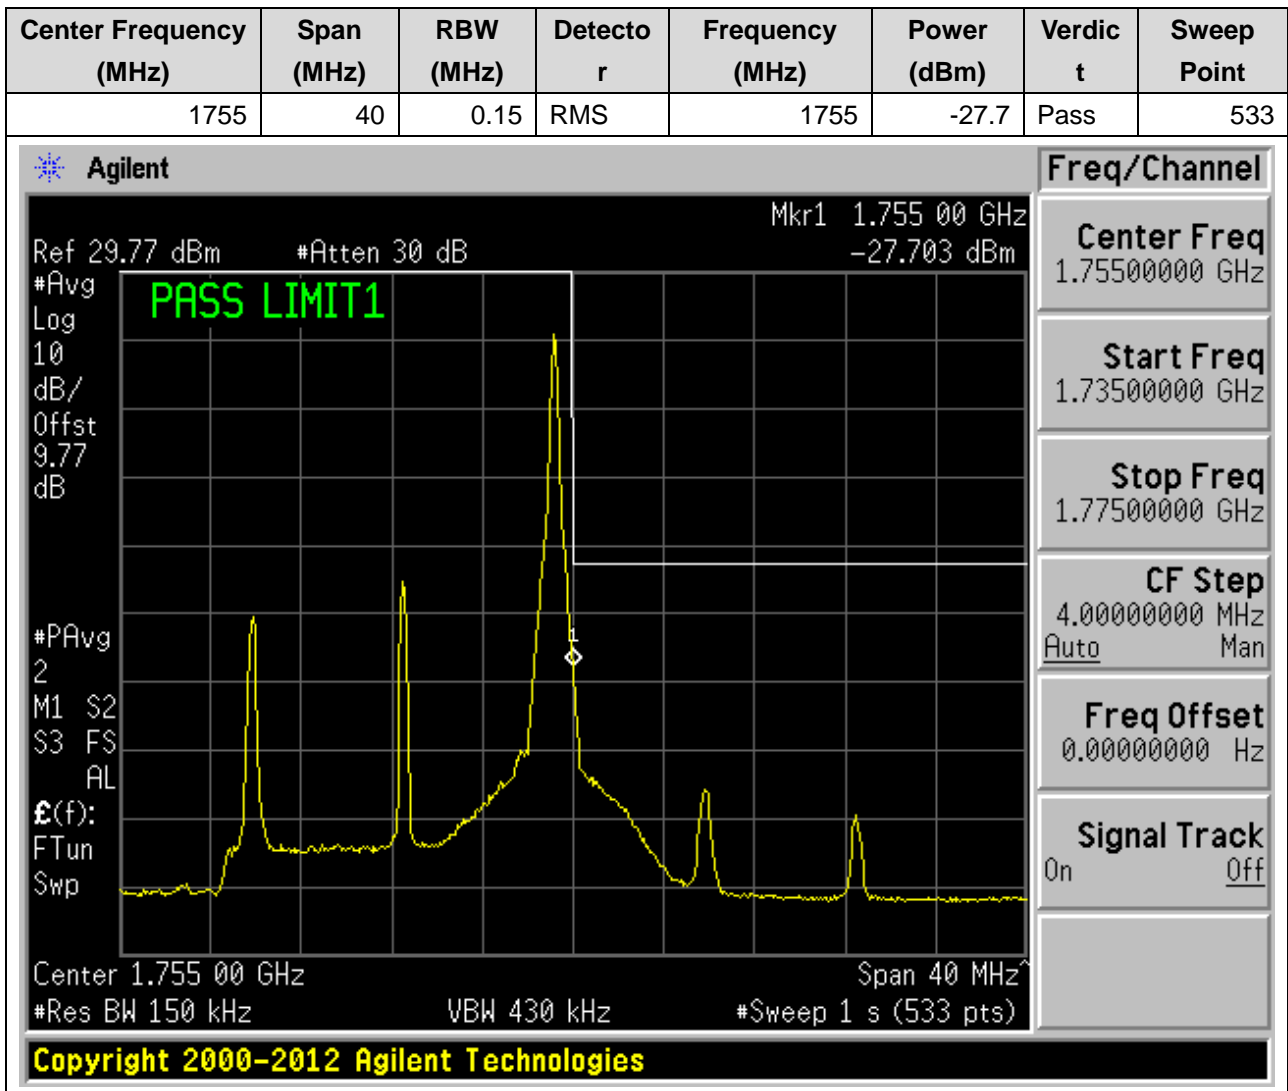 Center Frequency (MHz) Span (MHz) RBW (MHz) Detecto r Frequency (MHz) Power (dBm) Verdic t Sweep Point
1755 40 0.15 RMS 1755 -27.7 Pass 533
Agilent
Freq/Channel
Mkr1 1.755 00 GHz
Ref 29.77 dBm #Atten 30 dB -27.703 dBm
#Avg
Log
10
dB/
Offst
9.77
dB
PASS LIMIT1
1
#PAvg
2
M1 S2
S3 FS
AL
£(f):
FTun
Swp
Center 1.755 00 GHz Span 40 MHz^
#Res BW 150 kHz VBW 430 kHz #Sweep 1 s (533 pts)
Center Freq
1.75500000 GHz
Start Freq
1.73500000 GHz
Stop Freq
1.77500000 GHz
CF Step
4.00000000 MHz
Auto Man
Freq Offset
0.00000000 Hz
Signal Track
On Off
Copyright 2000-2012 Agilent Technologies